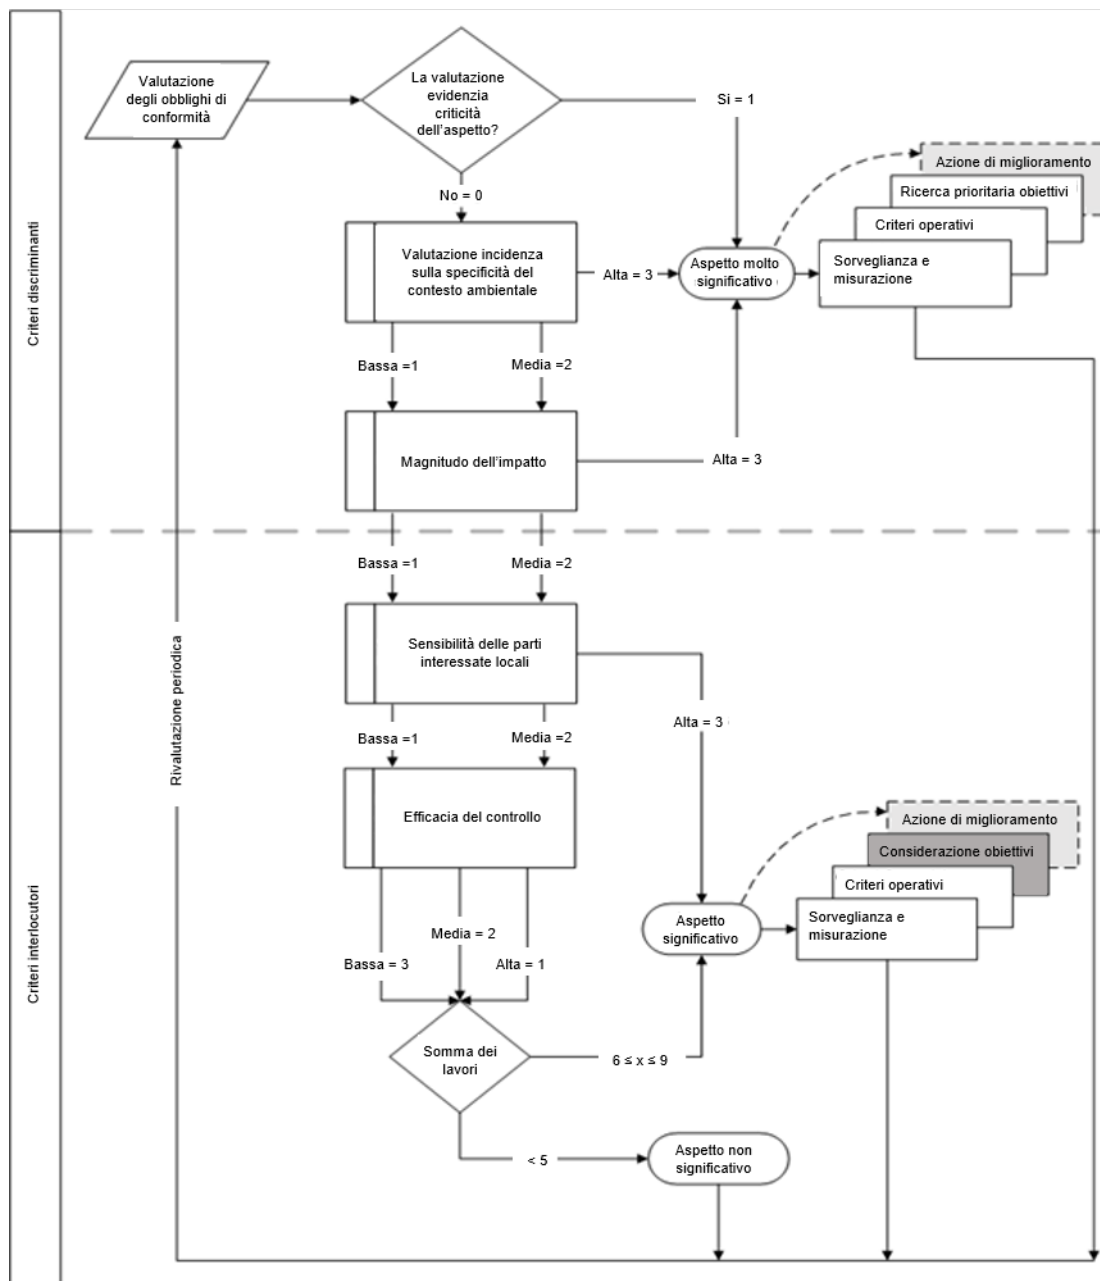 Criteri discriminanti
Valutazione
degli obblighi di
conformità
La valutazione
evidenzia
criticità
dell'aspetto?
Si = 1
No = 0
Valutazione incidenza
sulla specificità del
contesto ambientale
Alta = 3
Aspetto molto
significativo
Azione di miglioramento
Ricerca prioritaria obiettivi
Criteri operativi
Sorveglianza e
misurazione
Bassa =1
Media =2
Magnitudo dell'impatto
Alta = 3
Criteri interlocutori
Rivalutazione periodica
Bassa =1
Media =2
Sensibilità delle parti
interessate locali
Alta = 3
Bassa =1
Media =2
Efficacia del controllo
Azione di miglioramento
Considerazione obiettivi
Criteri operativi
Sorveglianza e
misurazione
Aspetto
significativo
Media = 2
Bassa = 3
Alta = 1
Somma dei
lavori
6 ≤ x ≤ 9
< 5
Aspetto non
significativo